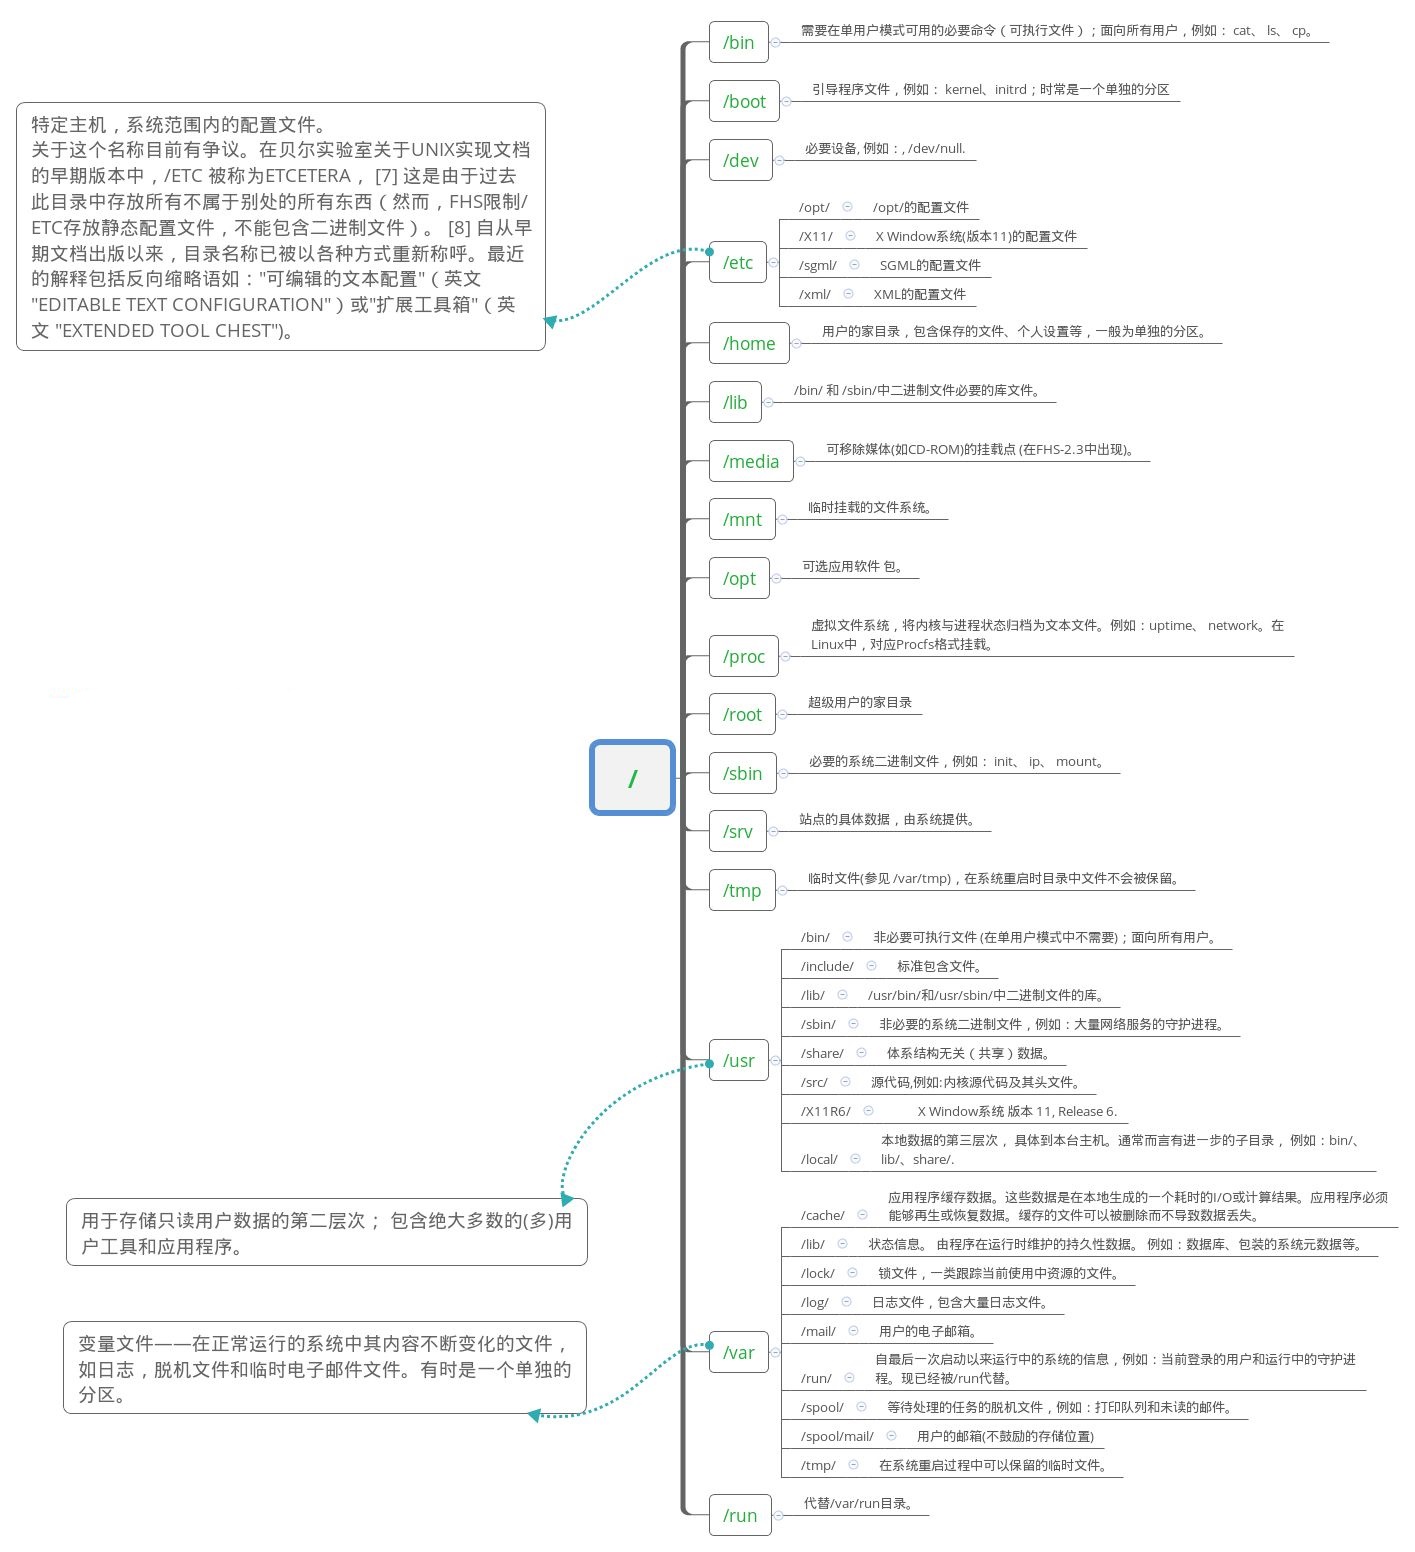 /bin
需要在单用户模式可用的必要命令（可执行文件）；面向所有用户，例如： cat、 ls、 cp。
/boot
引导程序文件，例如： kernel、initrd；时常是一个单独的分区
/dev
必要设备, 例如：, /dev/null.
特定主机，系统范围内的配置文件。
关于这个名称目前有争议。在贝尔实验室关于UNIX实现文档
的早期版本中，/ETC 被称为ETCETERA， [7] 这是由于过去
此目录中存放所有不属于别处的所有东西（然而，FHS限制/
ETC存放静态配置文件，不能包含二进制文件）。 [8] 自从早
期文档出版以来，目录名称已被以各种方式重新称呼。最近
的解释包括反向缩略语如："可编辑的文本配置"（英文
"EDITABLE TEXT CONFIGURATION"）或"扩展工具箱"（英
文 "EXTENDED TOOL CHEST")。
/etc
/opt/ /opt/的配置文件
/X11/ X Window系统(版本11)的配置文件
/sgml/ SGML的配置文件
/xml/ XML的配置文件
/home
用户的家目录，包含保存的文件、个人设置等，一般为单独的分区。
/lib
/bin/ 和 /sbin/中二进制文件必要的库文件。
/media
可移除媒体(如CD-ROM)的挂载点 (在FHS-2.3中出现)。
/mnt
临时挂载的文件系统。
/opt
可选应用软件 包。
/proc
虚拟文件系统，将内核与进程状态归档为文本文件。例如：uptime、 network。在
Linux中，对应Procfs格式挂载。
/root
超级用户的家目录
/
/sbin
必要的系统二进制文件，例如： init、 ip、 mount。
/srv
站点的具体数据，由系统提供。
/tmp
临时文件(参见 /var/tmp)，在系统重启时目录中文件不会被保留。
/usr
/bin/ 非必要可执行文件 (在单用户模式中不需要)；面向所有用户。
/include/ 标准包含文件。
/lib/ /usr/bin/和/usr/sbin/中二进制文件的库。
/sbin/ 非必要的系统二进制文件，例如：大量网络服务的守护进程。
/share/ 体系结构无关（共享）数据。
/src/ 源代码,例如:内核源代码及其头文件。
/X11R6/ X Window系统 版本 11, Release 6.
/local/ 本地数据的第三层次， 具体到本台主机。通常而言有进一步的子目录， 例如：bin/、
lib/、share/.
用于存储只读用户数据的第二层次； 包含绝大多数的(多)用
户工具和应用程序。
变量文件——在正常运行的系统中其内容不断变化的文件，
如日志，脱机文件和临时电子邮件文件。有时是一个单独的
分区。
/var
/cache/ 应用程序缓存数据。这些数据是在本地生成的一个耗时的I/O或计算结果。应用程序必须
能够再生或恢复数据。缓存的文件可以被删除而不导致数据丢失。
/lib/ 状态信息。 由程序在运行时维护的持久性数据。 例如：数据库、包装的系统元数据等。
/lock/ 锁文件，一类跟踪当前使用中资源的文件。
/log/ 日志文件，包含大量日志文件。
/mail/ 用户的电子邮箱。
/run/ 自最后一次启动以来运行中的系统的信息，例如：当前登录的用户和运行中的守护进
程。现已经被/run代替。
/spool/ 等待处理的任务的脱机文件，例如：打印队列和未读的邮件。
/spool/mail/ 用户的邮箱(不鼓励的存储位置)
/tmp/ 在系统重启过程中可以保留的临时文件。
/run
代替/var/run目录。